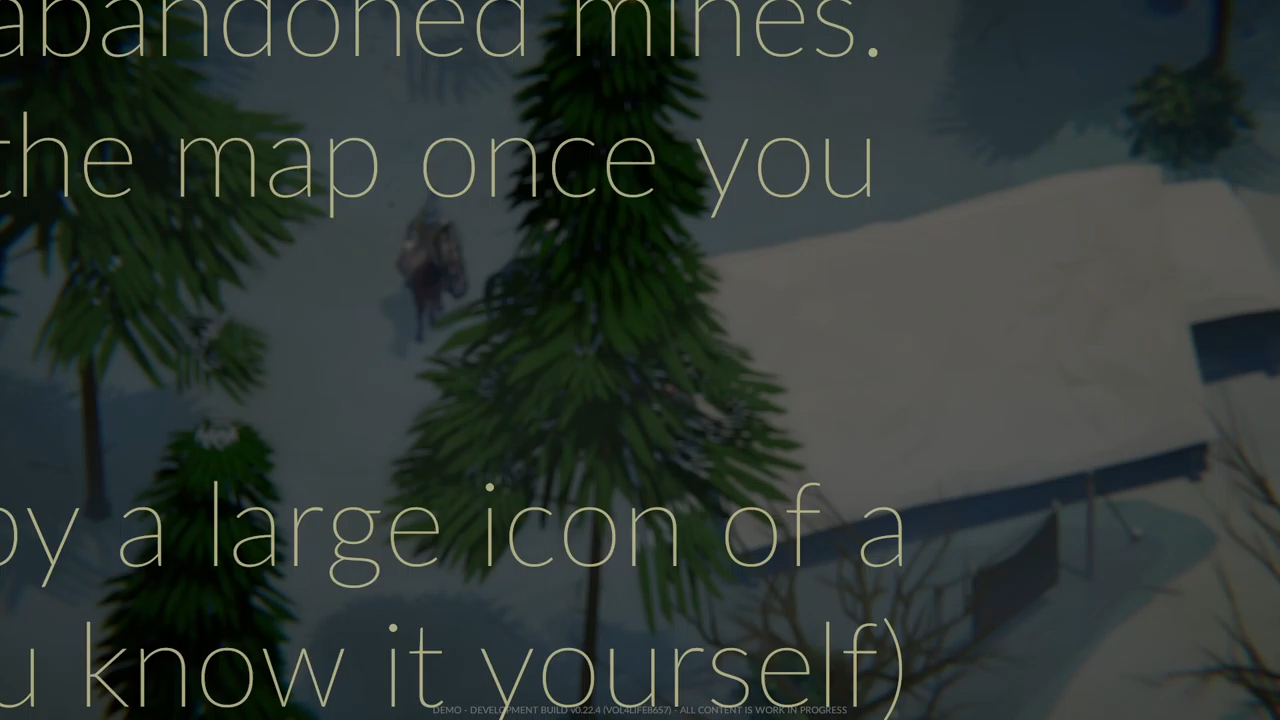 abandoned mines.
the map once you
by a large icon of a
u know it yourself)
DEMO - DEVELOPMENT BUILD v0.22.4 (VOL4LIFE8657) - ALL CONTENT IS WORK IN PROGRESS